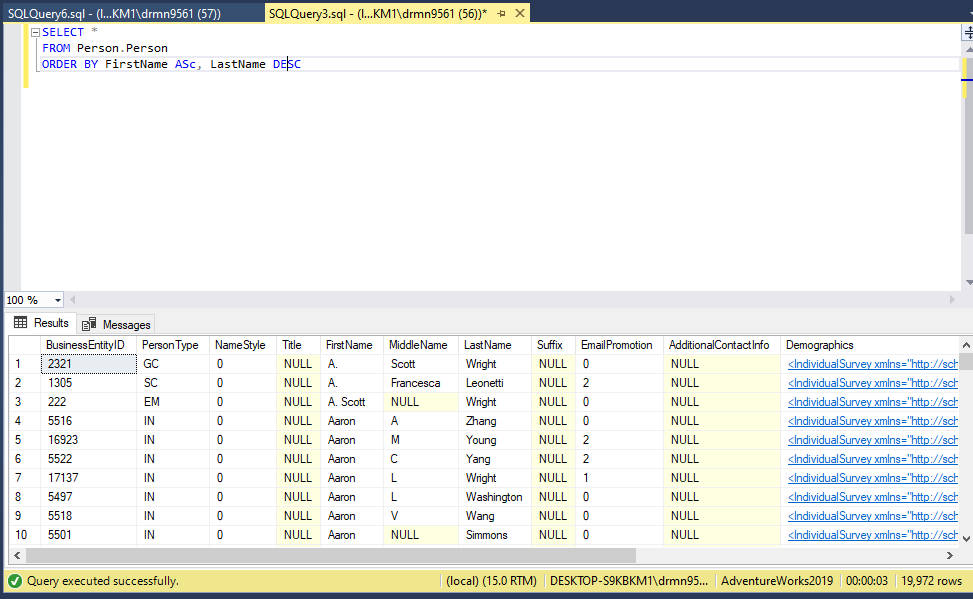 SQLQuery6.sql - (l...KM1\drmn9561 (57)) SQLQuery3.sql - (l...KM1\drmn9561 (56))*
SELECT *
FROM Person.Person
ORDER BY FirstName ASc, LastName DESC
100 %
Results Messages
BusinessEntityID PersonType NameStyle Title FirstName MiddleName LastName Suffix EmailPromotion AdditionalContactInfo Demographics
1 2321 GC 0 NULL A. Scott Wright NULL 0 NULL <IndividualSurvey xmlns="http://sch
2 1305 SC 0 NULL A. Francesca Leonetti NULL 2 NULL <IndividualSurvey xmlns="http://sch
3 222 EM 0 NULL A. Scott NULL Wright NULL 0 NULL <IndividualSurvey xmlns="http://sch
4 5516 IN 0 NULL Aaron A Zhang NULL 0 NULL <IndividualSurvey xmlns="http://sch
5 16923 IN 0 NULL Aaron M Young NULL 2 NULL <IndividualSurvey xmlns="http://sch
6 5522 IN 0 NULL Aaron C Yang NULL 2 NULL <IndividualSurvey xmlns="http://sch
7 17137 IN 0 NULL Aaron L Wright NULL 1 NULL <IndividualSurvey xmlns="http://sch
8 5497 IN 0 NULL Aaron L Washington NULL 0 NULL <IndividualSurvey xmlns="http://sch
9 5518 IN 0 NULL Aaron V Wang NULL 0 NULL <IndividualSurvey xmlns="http://sch
10 5501 IN 0 NULL Aaron NULL Simmons NULL 0 NULL <IndividualSurvey xmlns="http://sch
Query executed successfully. (local) (15.0 RTM) DESKTOP-S9KBKM1\drmn95... AdventureWorks2019 00:00:03 19,972 rows